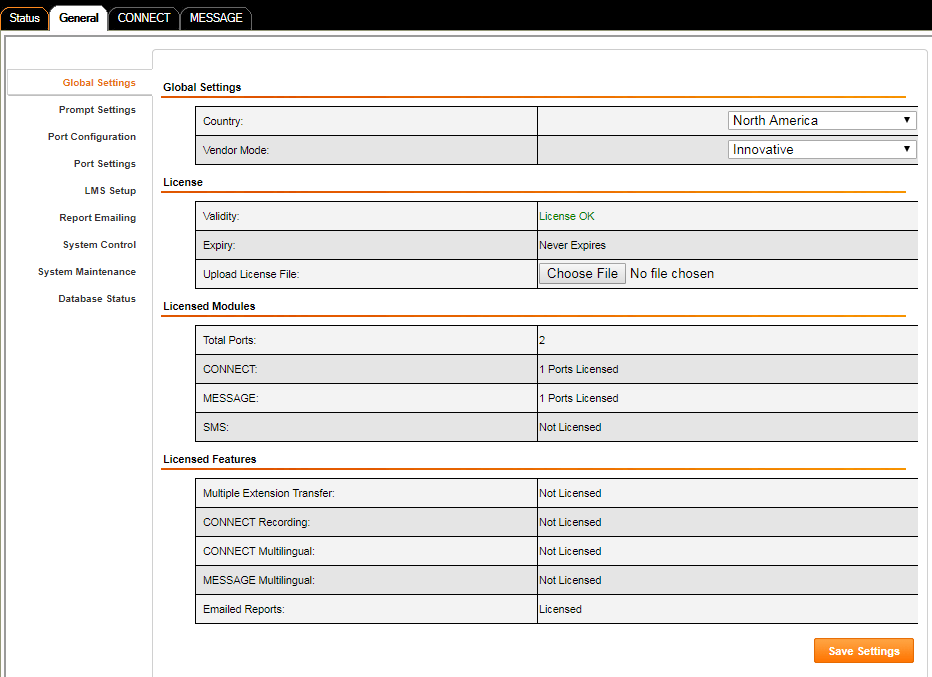 Status General CONNECT MESSAGE
Global Settings
Prompt Settings
Port Configuration
Port Settings
LMS Setup
Report Emailing
System Control
System Maintenance
Database Status
Global Settings
Country: North America
Vendor Mode: Innovative
License
Validity: License OK
Expiry: Never Expires
Upload License File: Choose File No file chosen
Licensed Modules
Total Ports: 2
CONNECT: 1 Ports Licensed
MESSAGE: 1 Ports Licensed
SMS: Not Licensed
Licensed Features
Multiple Extension Transfer: Not Licensed
CONNECT Recording: Not Licensed
CONNECT Multilingual: Not Licensed
MESSAGE Multilingual: Not Licensed
Emailed Reports: Licensed
Save Settings